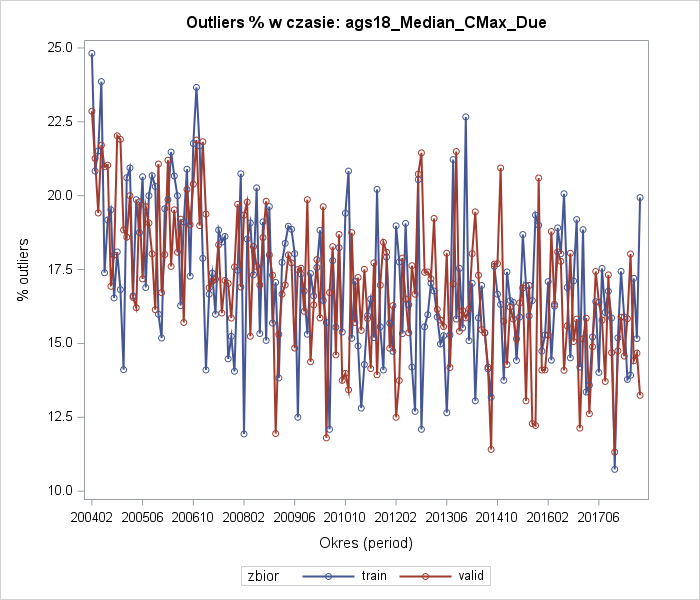 Outliers % w czasie: ags18_Median_CMax_Due
% outliers
25.0
22.5
20.0
17.5
15.0
12.5
10.0
200402 200506 200610 200802 200906 201010 201202 201306 201410 201602 201706
Okres (period)
zbior train valid